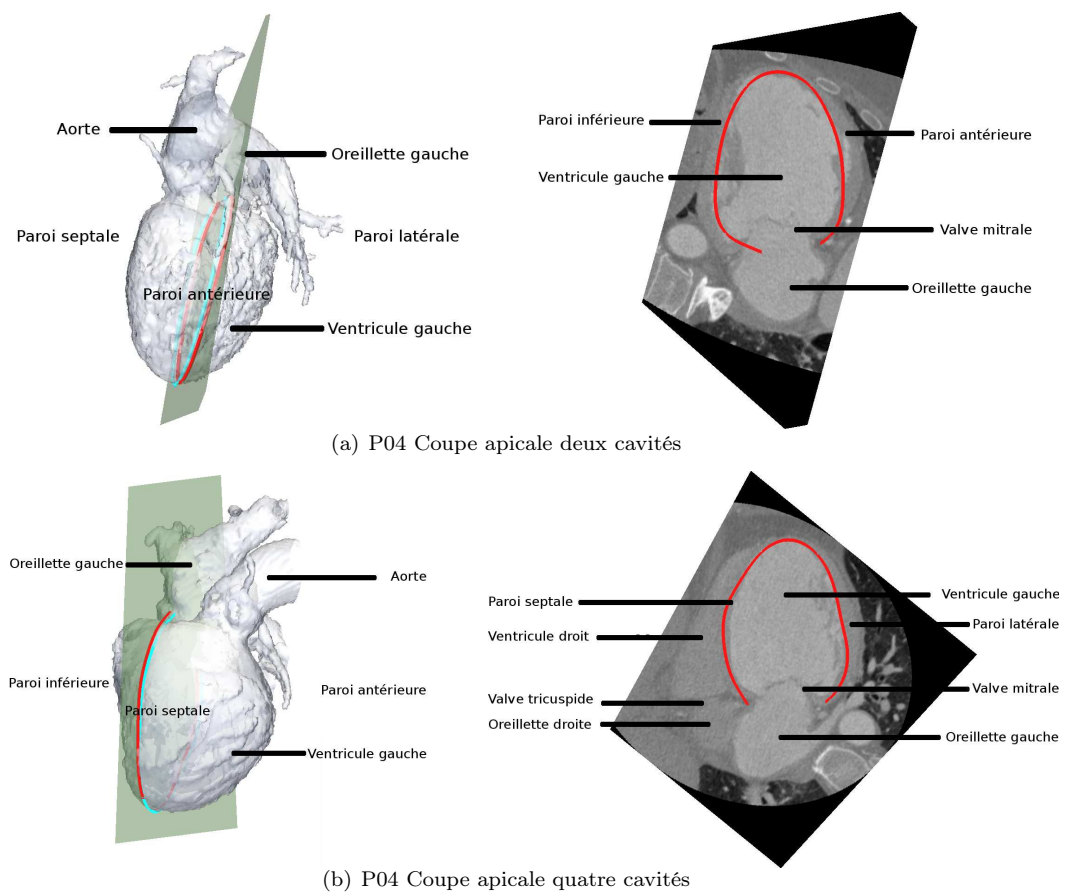 Aorte
Oreillette gauche
Paroi septale
Paroi latérale
Paroi antérieure
Ventricule gauche
Paroi inférieure
Paroi antérieure
Ventricule gauche
Valve mitrale
Oreillette gauche
(a) P04 Coupe apicale deux cavités
Oreillette gauche
Aorte
Paroi inférieure
Paroi antérieure
Paroi septale
Ventricule gauche
Ventricule gauche
Paroi septale
Paroi latérale
Ventricule droit
Valve mitrale
Valve tricuspide
Oreillette droite
Oreillette gauche
(b) P04 Coupe apicale quatre cavités